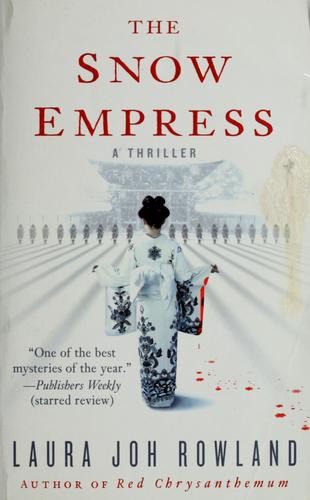 THE
SNOW
EMPRESS
A THRILLER
“One of the best
mysteries of the year.”
—Publishers Weekly
(starred review)
LAURA JOH ROWLAND
AUTHOR OF Red Chrysanthemum